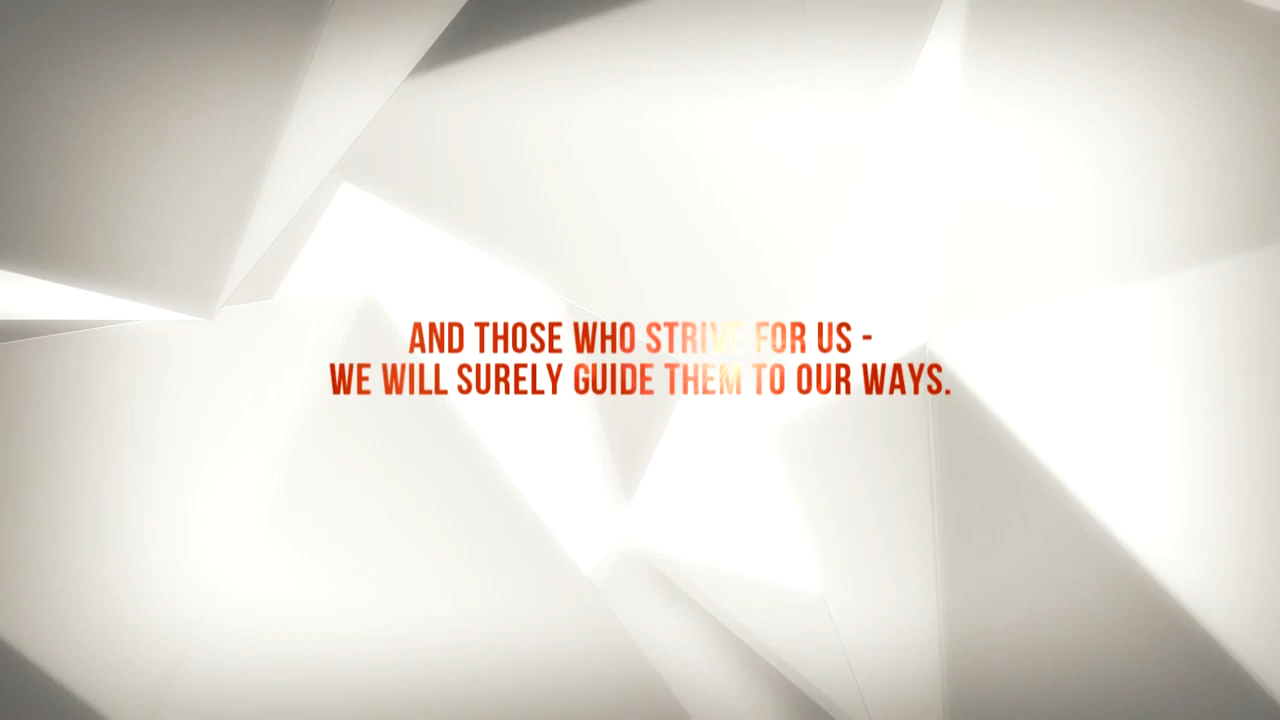 AND THOSE WHO STRIVE FOR US -
WE WILL SURELY GUIDE THEM TO OUR WAYS.